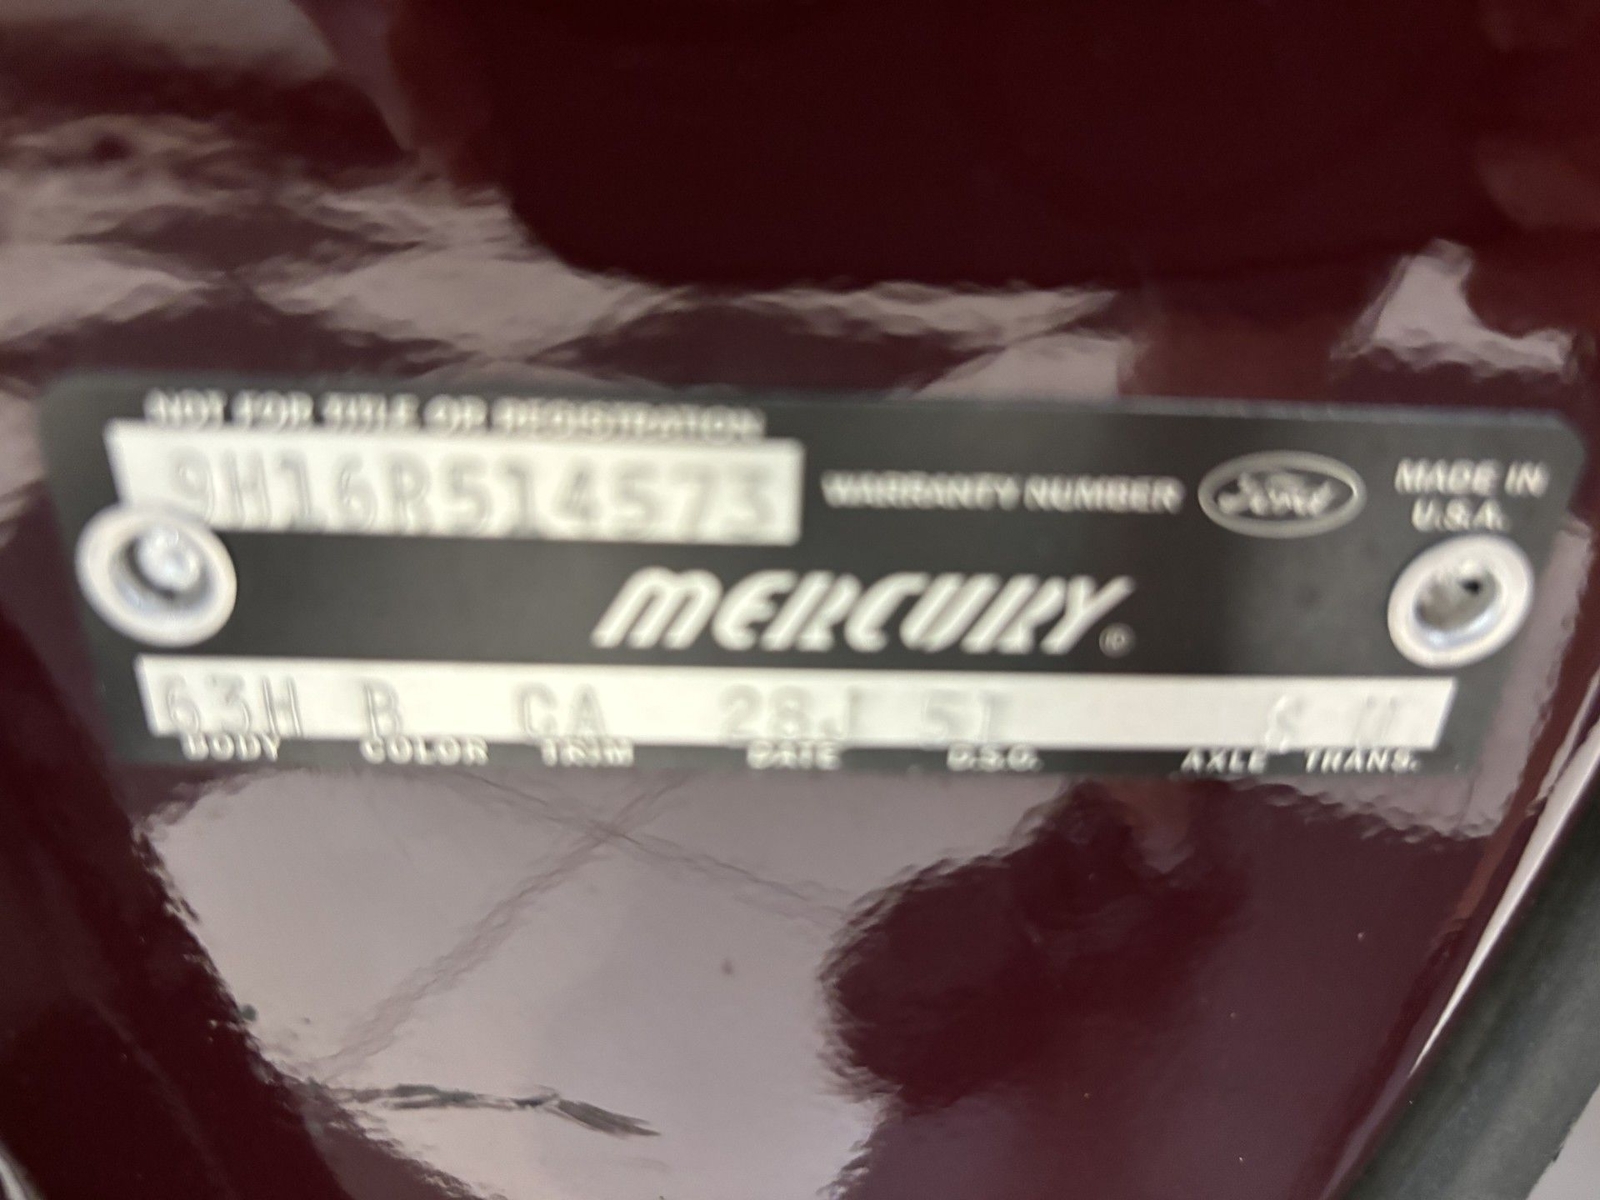 NOT FOR TITLE OR REGISTRATION
9H16R514573
WARRANTY NUMBER
Ford
MADE IN
U.S.A.
MERCURY®
63H B CA 28J 51 S U
BODY COLOR TRIM DATE D.S.O. AXLE TRANS.